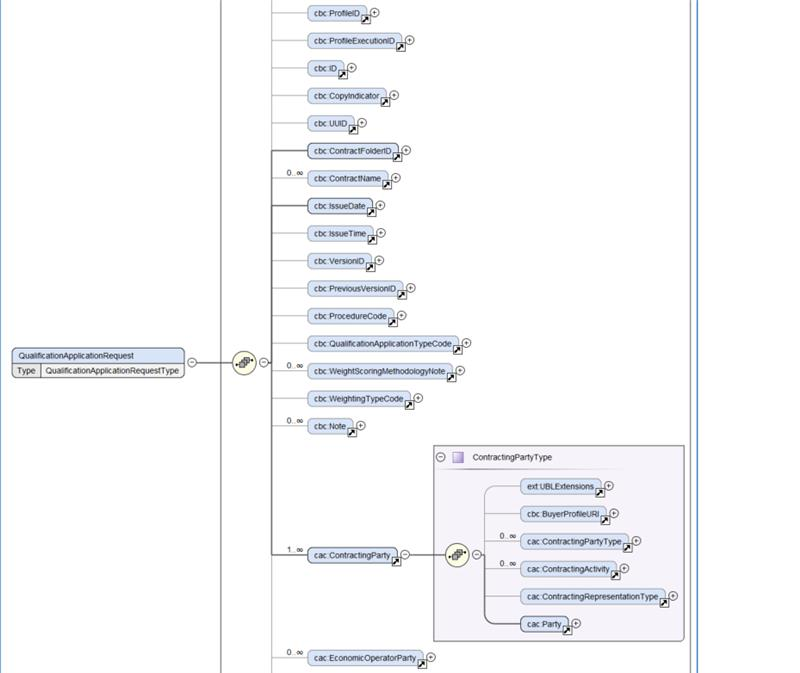 cbc:ProfileID
cbc:ProfileExecutionID
cbc:ID
cbc:CopyIndicator
cbc:UUID
cbc:ContractFolderID
0..∞
cbc:ContractName
cbc:IssueDate
cbc:IssueTime
cbc:VersionID
cbc:PreviousVersionID
cbc:ProcedureCode
cbc:QualificationApplicationTypeCode
QualificationApplicationRequest
Type QualificationApplicationRequestType
0..∞
cbc:WeightScoringMethodologyNote
cbc:WeightingTypeCode
0..∞
cbc:Note
ContractingPartyType
ext:UBLExtensions
cbc:BuyerProfileURI
0..∞
cac:ContractingPartyType
1..∞
cac:ContractingParty
0..∞
cac:ContractingActivity
cac:ContractingRepresentationType
cac:Party
0..∞
cac:EconomicOperatorParty